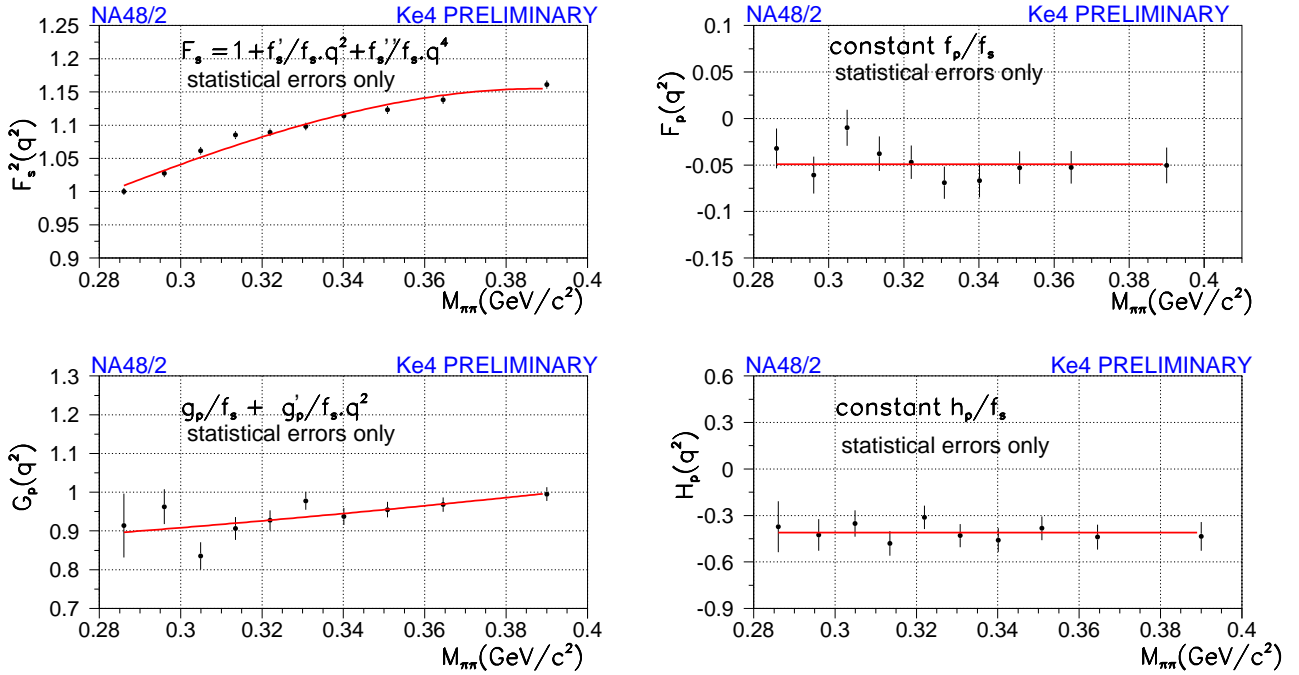 NA48/2 Ke4 PRELIMINARY
F_s = 1 + f_s'/f_s.q^2 + f_s''/f_s.q^4
statistical errors only
F_s^2(q^2)
1.25
1.2
1.15
1.1
1.05
1
0.95
0.9
0.28 0.3 0.32 0.34 0.36 0.38 0.4
M_ππ(GeV/c^2)
NA48/2 Ke4 PRELIMINARY
constant f_p/f_s
statistical errors only
F_p(q^2)
0.1
0.05
0
-0.05
-0.1
-0.15
0.28 0.3 0.32 0.34 0.36 0.38 0.4
M_ππ(GeV/c^2)
NA48/2 Ke4 PRELIMINARY
g_p/f_s + g_p'/f_s.q^2
statistical errors only
G_p(q^2)
1.3
1.2
1.1
1
0.9
0.8
0.7
0.28 0.3 0.32 0.34 0.36 0.38 0.4
M_ππ(GeV/c^2)
NA48/2 Ke4 PRELIMINARY
constant h_p/f_s
statistical errors only
H_p(q^2)
0.6
0.3
0
-0.3
-0.6
-0.9
0.28 0.3 0.32 0.34 0.36 0.38 0.4
M_ππ(GeV/c^2)